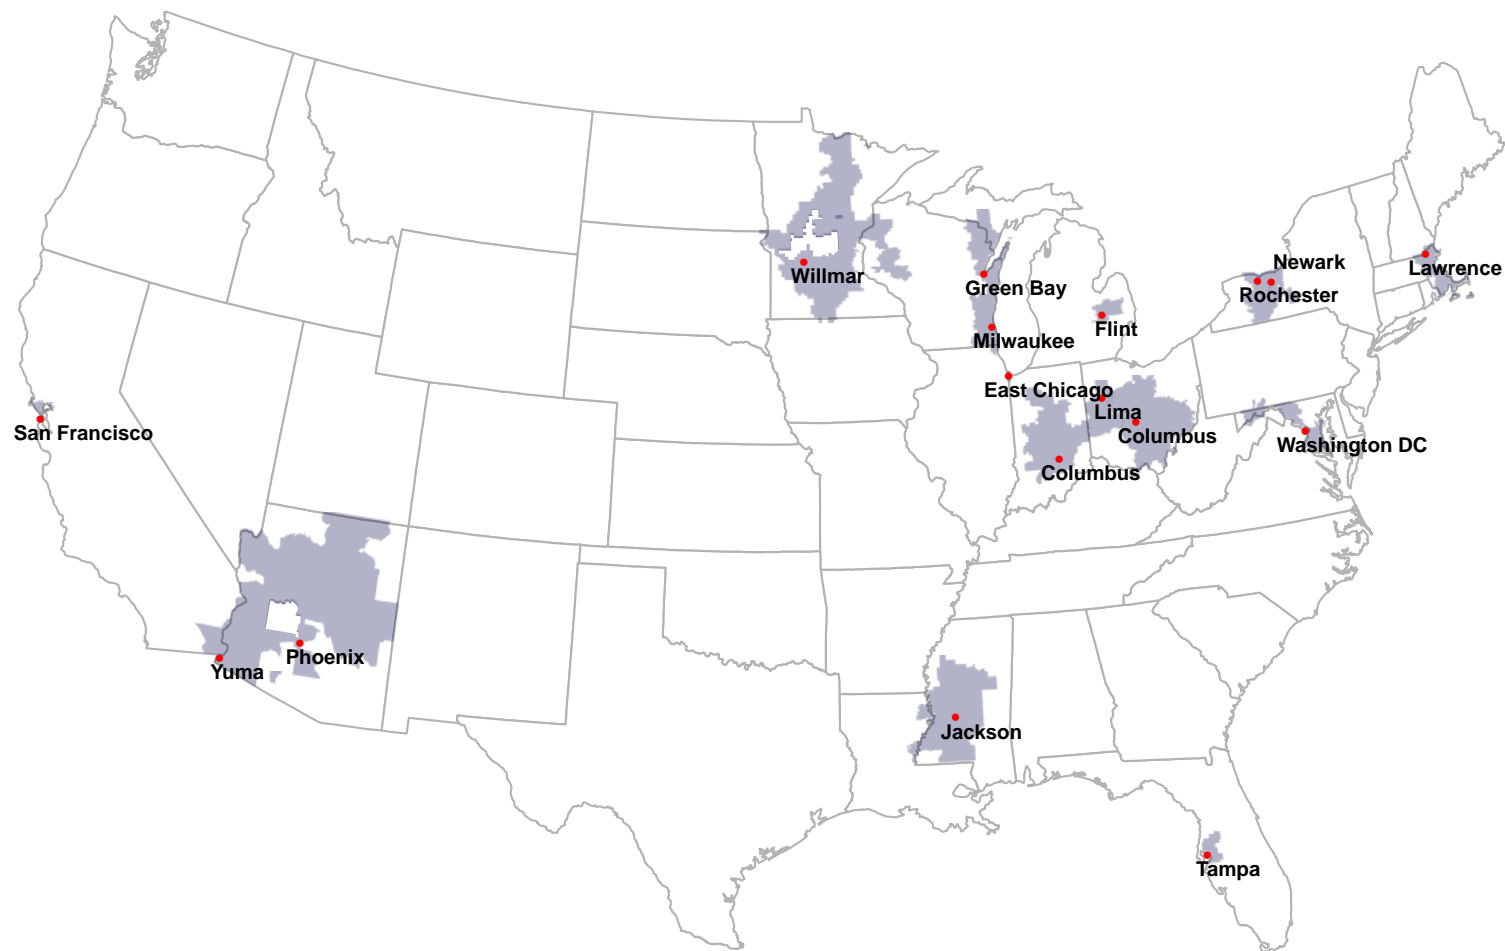 Newark
Lawrence
Willmar
Green Bay
Rochester
Flint
Milwaukee
East Chicago
Lima
San Francisco
Columbus
Washington DC
Columbus
Phoenix
Yuma
Jackson
Tampa